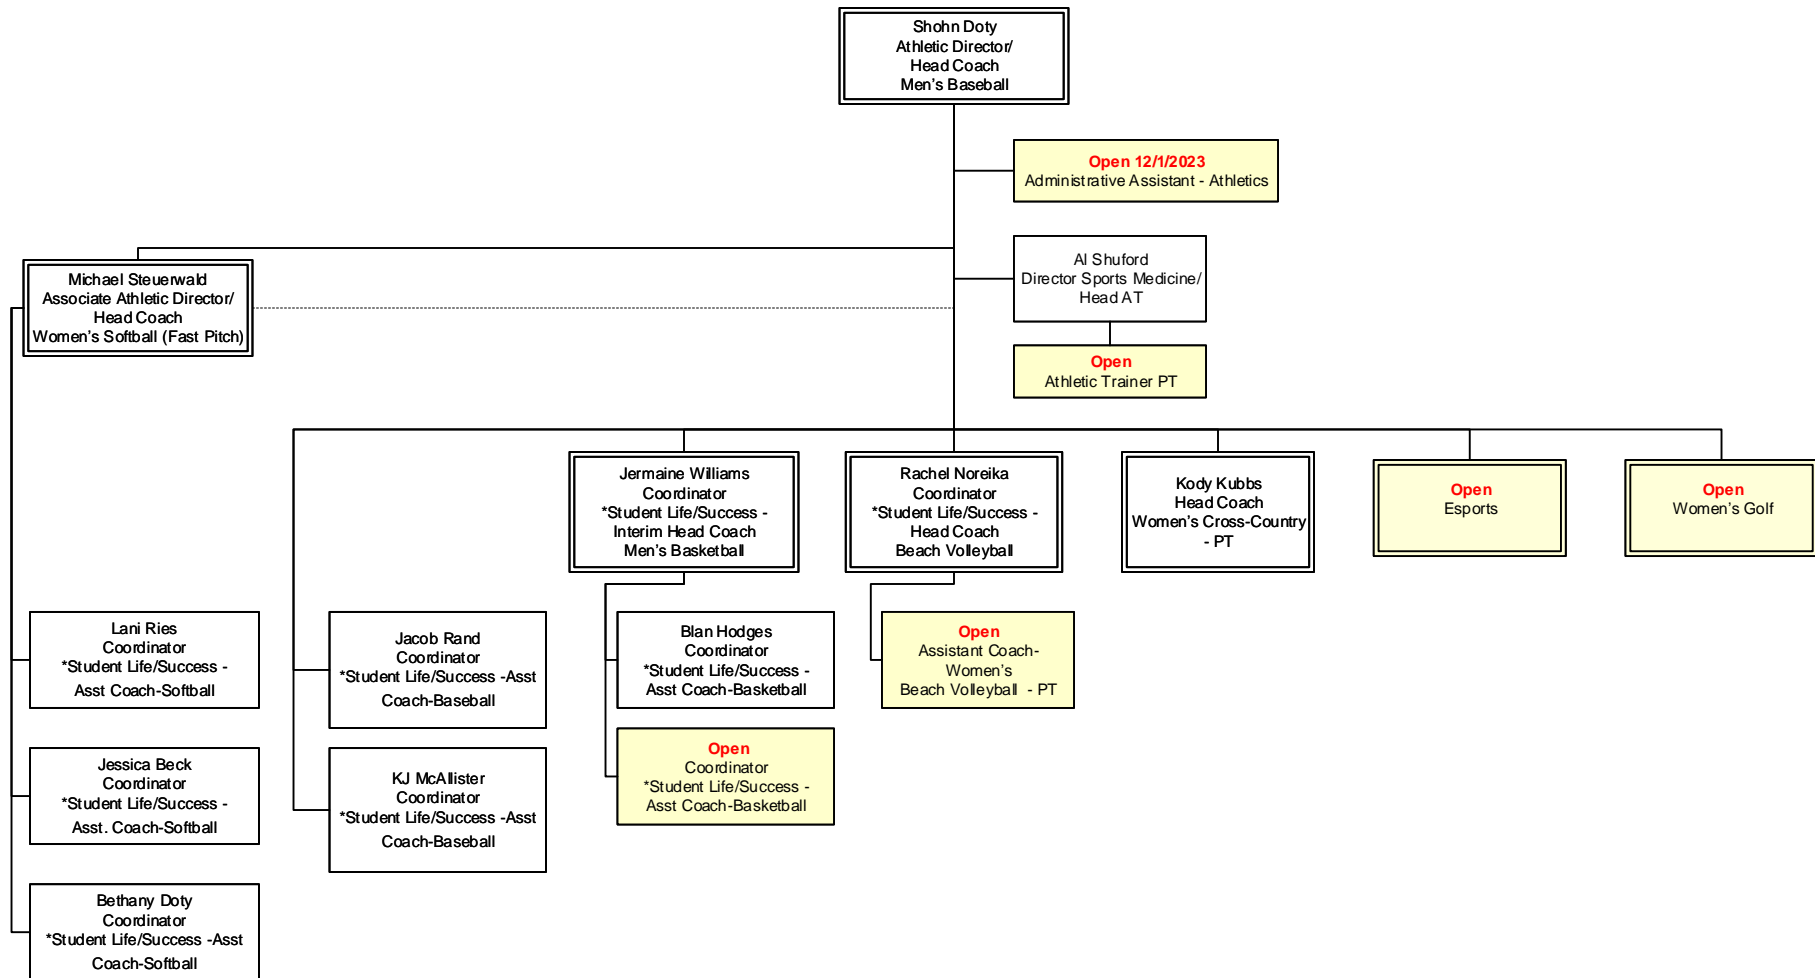 Shohn Doty
Athletic Director/
Head Coach
Men's Baseball
Open 12/1/2023
Administrative Assistant - Athletics
Al Shuford
Director Sports Medicine/
Head AT
Open
Athletic Trainer PT
Michael Steuerwald
Associate Athletic Director/
Head Coach
Women's Softball (Fast Pitch)
Jermaine Williams
Coordinator
*Student Life/Success -
Interim Head Coach
Men's Basketball
Rachel Noreika
Coordinator
*Student Life/Success -
Head Coach
Beach Volleyball
Kody Kubbs
Head Coach
Women's Cross-Country
- PT
Open
Esports
Open
Women's Golf
Lani Ries
Coordinator
*Student Life/Success -
Asst Coach-Softball
Jacob Rand
Coordinator
*Student Life/Success -Asst
Coach-Baseball
Blan Hodges
Coordinator
*Student Life/Success -
Asst Coach-Basketball
Open
Assistant Coach-
Women's
Beach Volleyball - PT
Jessica Beck
Coordinator
*Student Life/Success -
Asst. Coach-Softball
KJ McAllister
Coordinator
*Student Life/Success -Asst
Coach-Baseball
Open
Coordinator
*Student Life/Success -
Asst Coach-Basketball
Bethany Doty
Coordinator
*Student Life/Success -Asst
Coach-Softball